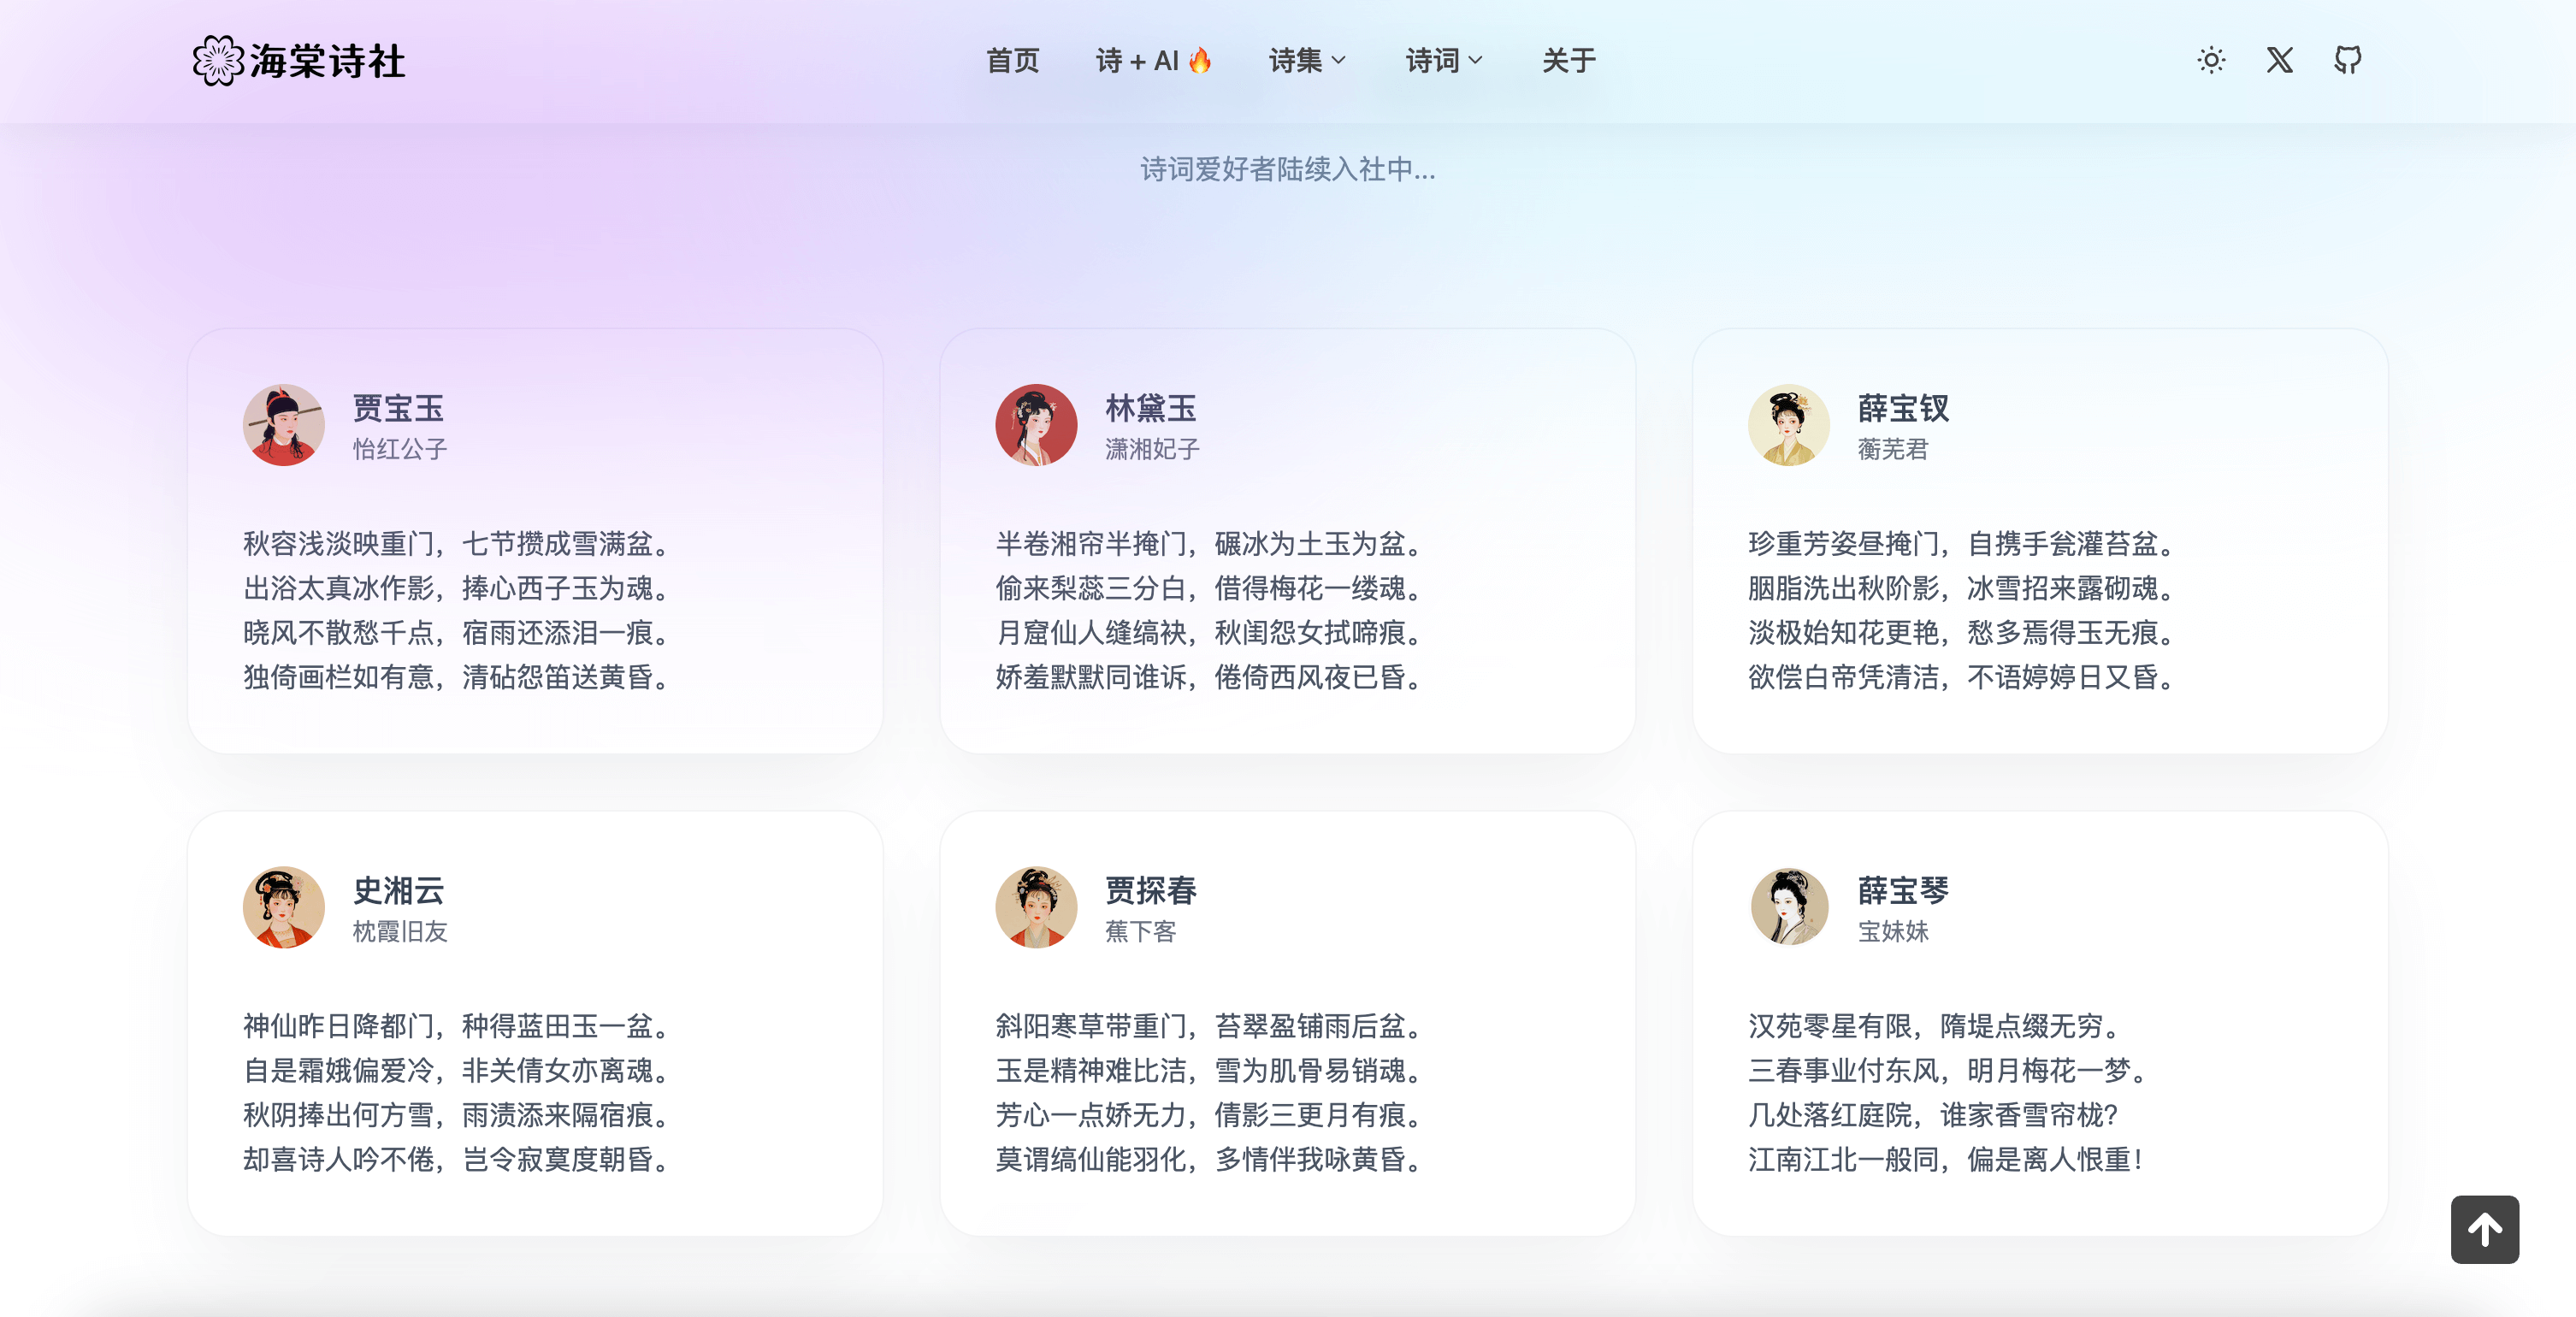 海棠诗社
首页 诗 + AI 🔥 诗集 诗词 关于
诗词爱好者陆续入社中...
贾宝玉
怡红公子
秋容浅淡映重门，七节攒成雪满盆。
出浴太真冰作影，捧心西子玉为魂。
晓风不散愁千点，宿雨还添泪一痕。
独倚画栏如有意，清砧怨笛送黄昏。
林黛玉
潇湘妃子
半卷湘帘半掩门，碾冰为土玉为盆。
偷来梨蕊三分白，借得梅花一缕魂。
月窟仙人缝缟袂，秋闺怨女拭啼痕。
娇羞默默同谁诉，倦倚西风夜已昏。
薛宝钗
蘅芜君
珍重芳姿昼掩门，自携手瓮灌苔盆。
胭脂洗出秋阶影，冰雪招来露砌魂。
淡极始知花更艳，愁多焉得玉无痕。
欲偿白帝凭清洁，不语婷婷日又昏。
史湘云
枕霞旧友
神仙昨日降都门，种得蓝田玉一盆。
自是霜娥偏爱冷，非关倩女亦离魂。
秋阴捧出何方雪，雨渍添来隔宿痕。
却喜诗人吟不倦，岂令寂寞度朝昏。
贾探春
蕉下客
斜阳寒草带重门，苔翠盈铺雨后盆。
玉是精神难比洁，雪为肌骨易销魂。
芳心一点娇无力，倩影三更月有痕。
莫谓缟仙能羽化，多情伴我咏黄昏。
薛宝琴
宝妹妹
汉苑零星有限，隋堤点缀无穷。
三春事业付东风，明月梅花一梦。
几处落红庭院，谁家香雪帘栊？
江南江北一般同，偏是离人恨重！